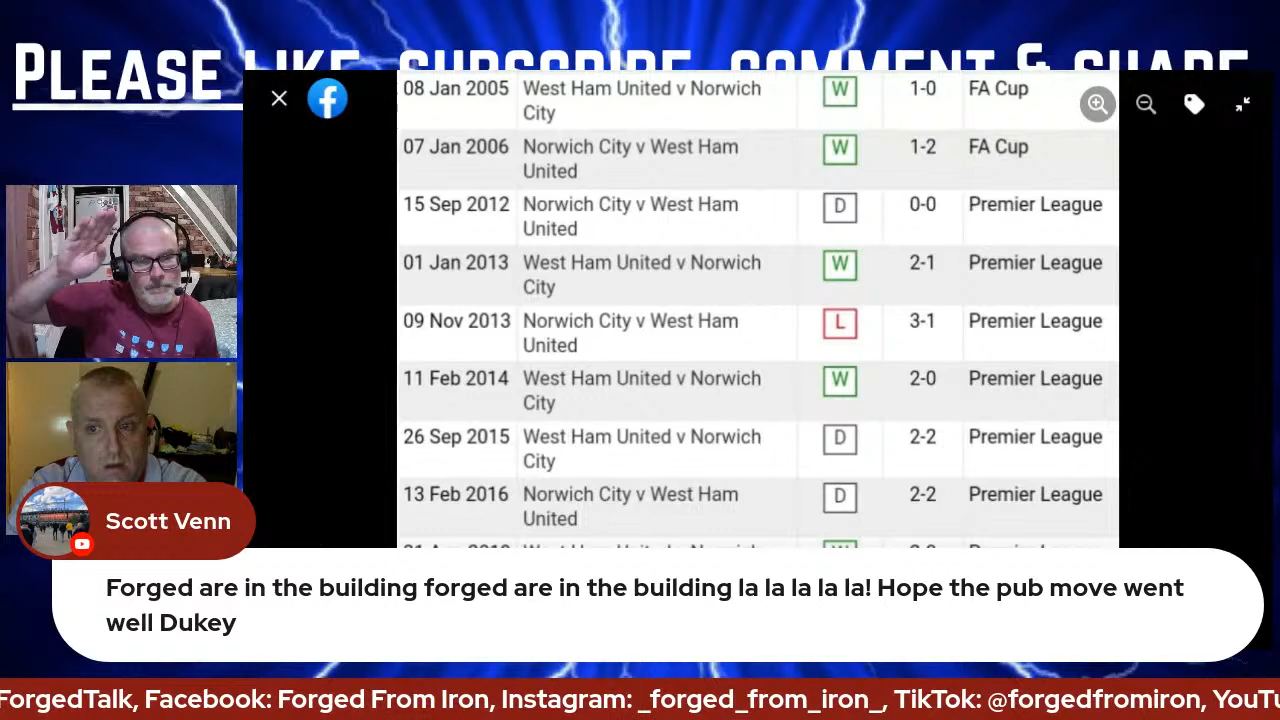 PLEASE LIKE, SUBSCRIBE, COMMENT & SHARE
08 Jan 2005 West Ham United v Norwich City W 1-0 FA Cup
07 Jan 2006 Norwich City v West Ham United W 1-2 FA Cup
15 Sep 2012 Norwich City v West Ham United D 0-0 Premier League
01 Jan 2013 West Ham United v Norwich City W 2-1 Premier League
09 Nov 2013 Norwich City v West Ham United L 3-1 Premier League
11 Feb 2014 West Ham United v Norwich City W 2-0 Premier League
26 Sep 2015 West Ham United v Norwich City D 2-2 Premier League
13 Feb 2016 Norwich City v West Ham United D 2-2 Premier League
Scott Venn
Forged are in the building forged are in the building la la la la la! Hope the pub move went
well Dukey
ForgedTalk, Facebook: Forged From Iron, Instagram: _forged_from_iron_, TikTok: @forgedfromiron, YouTu